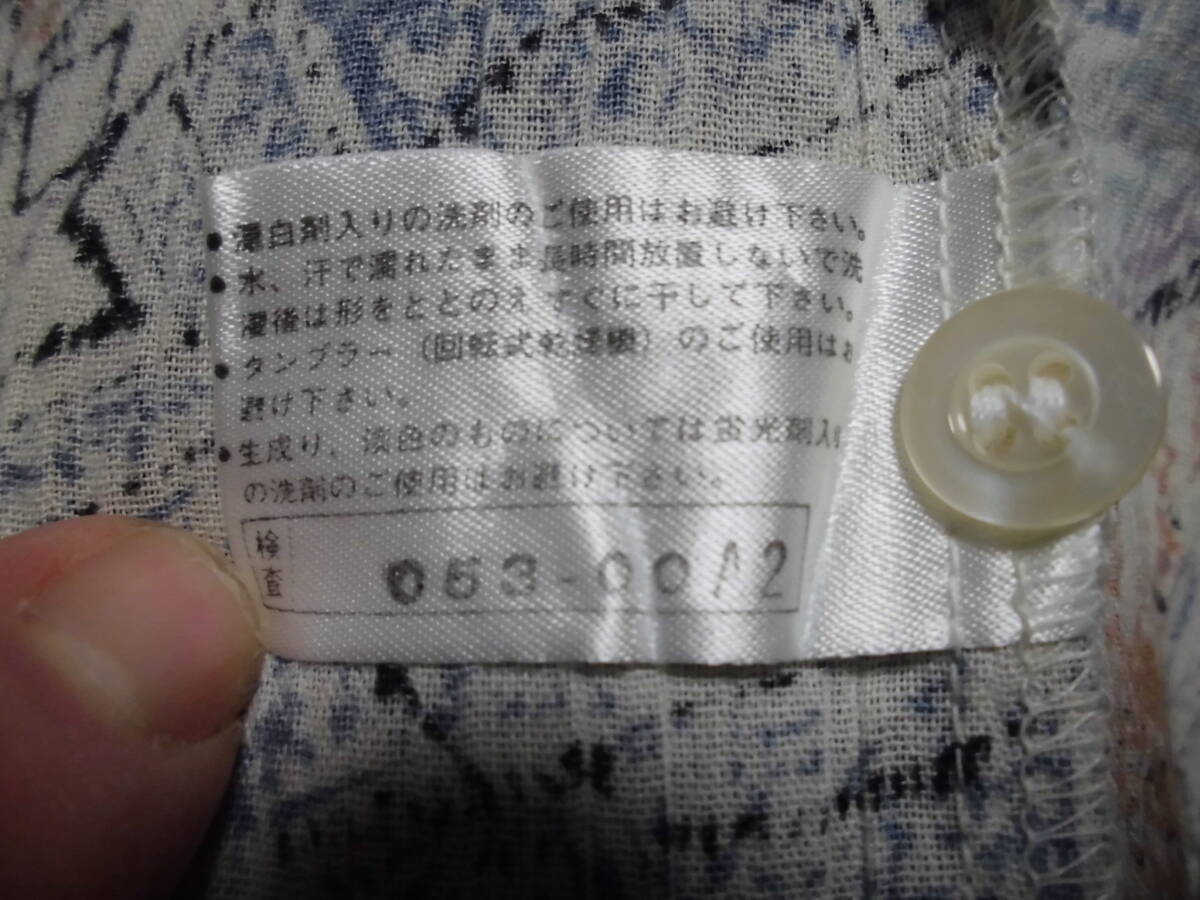 ●漂白剤入りの洗剤のご使用はお避け下さい。
●水、汗で濡れたまま長時間放置しないで洗
濯後は形をととのえすぐに干して下さい。
●タンブラー（回転式乾燥機）のご使用はお
避け下さい。
●生成り、淡色のものについては蛍光剤入り
の洗剤のご使用はお避け下さい。
検査 053-00/2